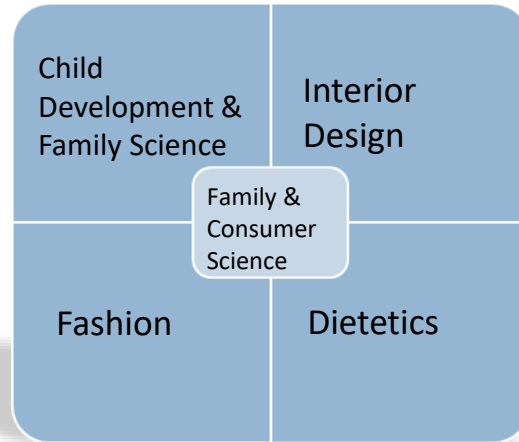 Child
Development &
Family Science
Interior
Design
Family &
Consumer
Science
Fashion
Dietetics